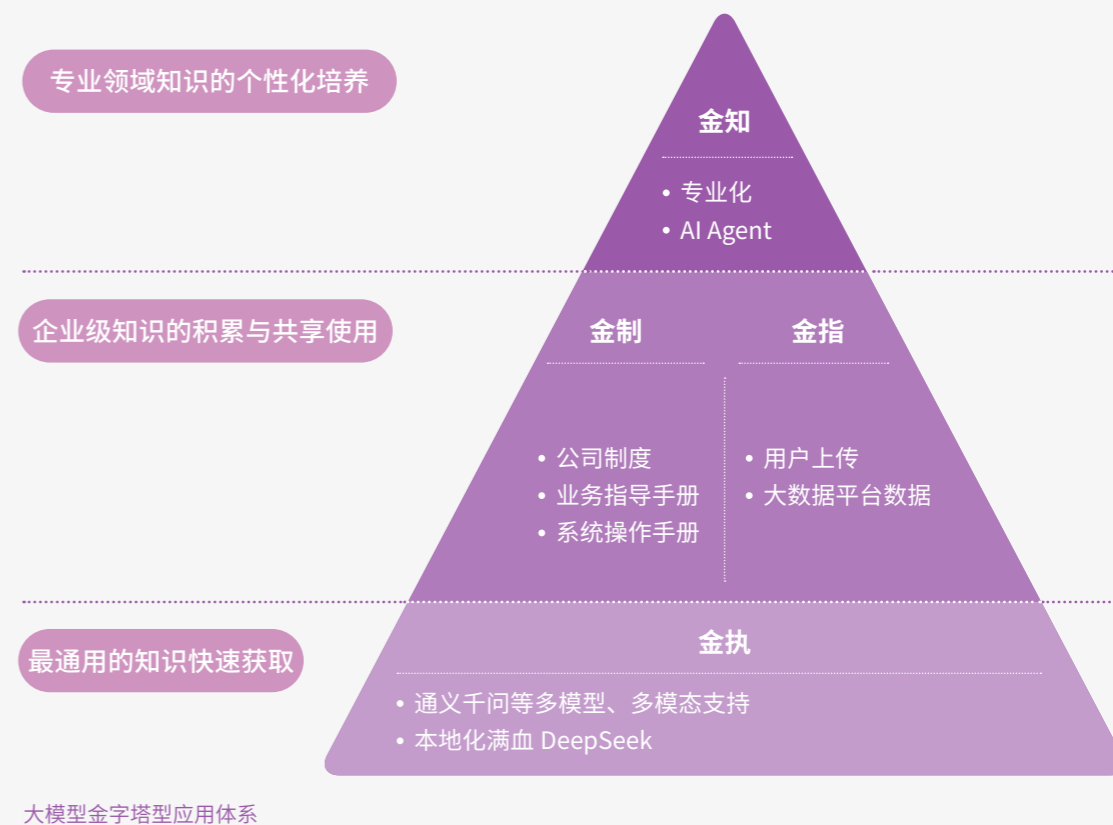 专业领域知识的个性化培养
金知
• 专业化
• AI Agent
企业级知识的积累与共享使用
金制
• 公司制度
• 业务指导手册
• 系统操作手册
金指
• 用户上传
• 大数据平台数据
最通用的知识快速获取
金执
• 通义千问等多模型、多模态支持
• 本地化满血 DeepSeek
大模型金字塔型应用体系